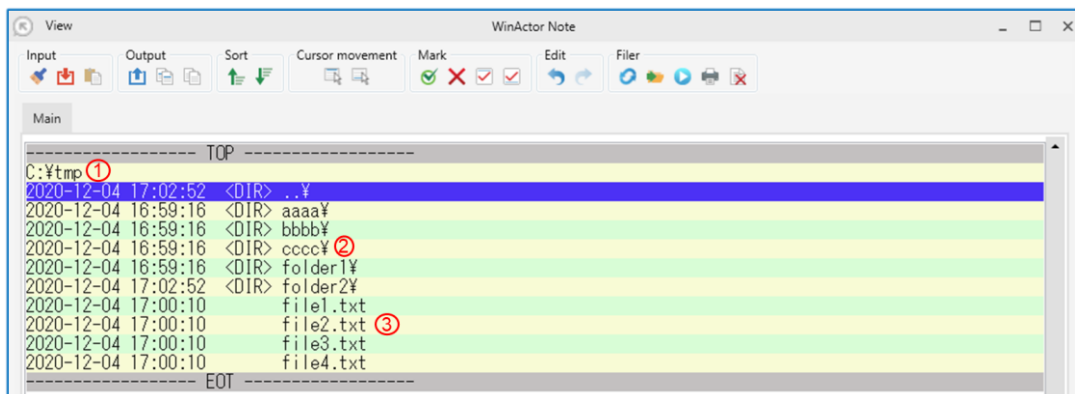 View WinActor Note
Input Output Sort Cursor movement Mark Edit Filer
Main
------------------ TOP ------------------
C:¥tmp ①
2020-12-04 17:02:52 <DIR> ..¥
2020-12-04 16:59:16 <DIR> aaaa¥
2020-12-04 16:59:16 <DIR> bbbb¥
2020-12-04 16:59:16 <DIR> cccc¥ ②
2020-12-04 16:59:16 <DIR> folder1¥
2020-12-04 17:02:52 <DIR> folder2¥
2020-12-04 17:00:10 file1.txt
2020-12-04 17:00:10 file2.txt ③
2020-12-04 17:00:10 file3.txt
2020-12-04 17:00:10 file4.txt
------------------ EOT ------------------